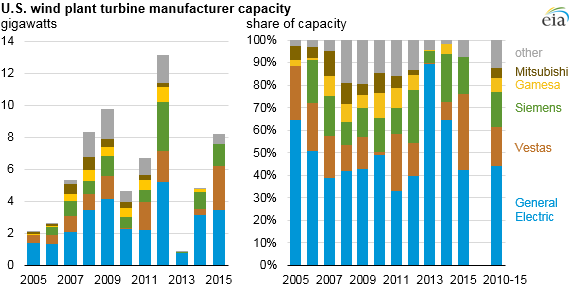 U.S. wind plant turbine manufacturer capacity
gigawatts
share of capacity
eia
14
12
10
8
6
4
2
0
2005 2007 2009 2011 2013 2015
100%
90%
80%
70%
60%
50%
40%
30%
20%
10%
0%
2005 2007 2009 2011 2013 2015 2010-15
other
Mitsubishi
Gamesa
Siemens
Vestas
General
Electric